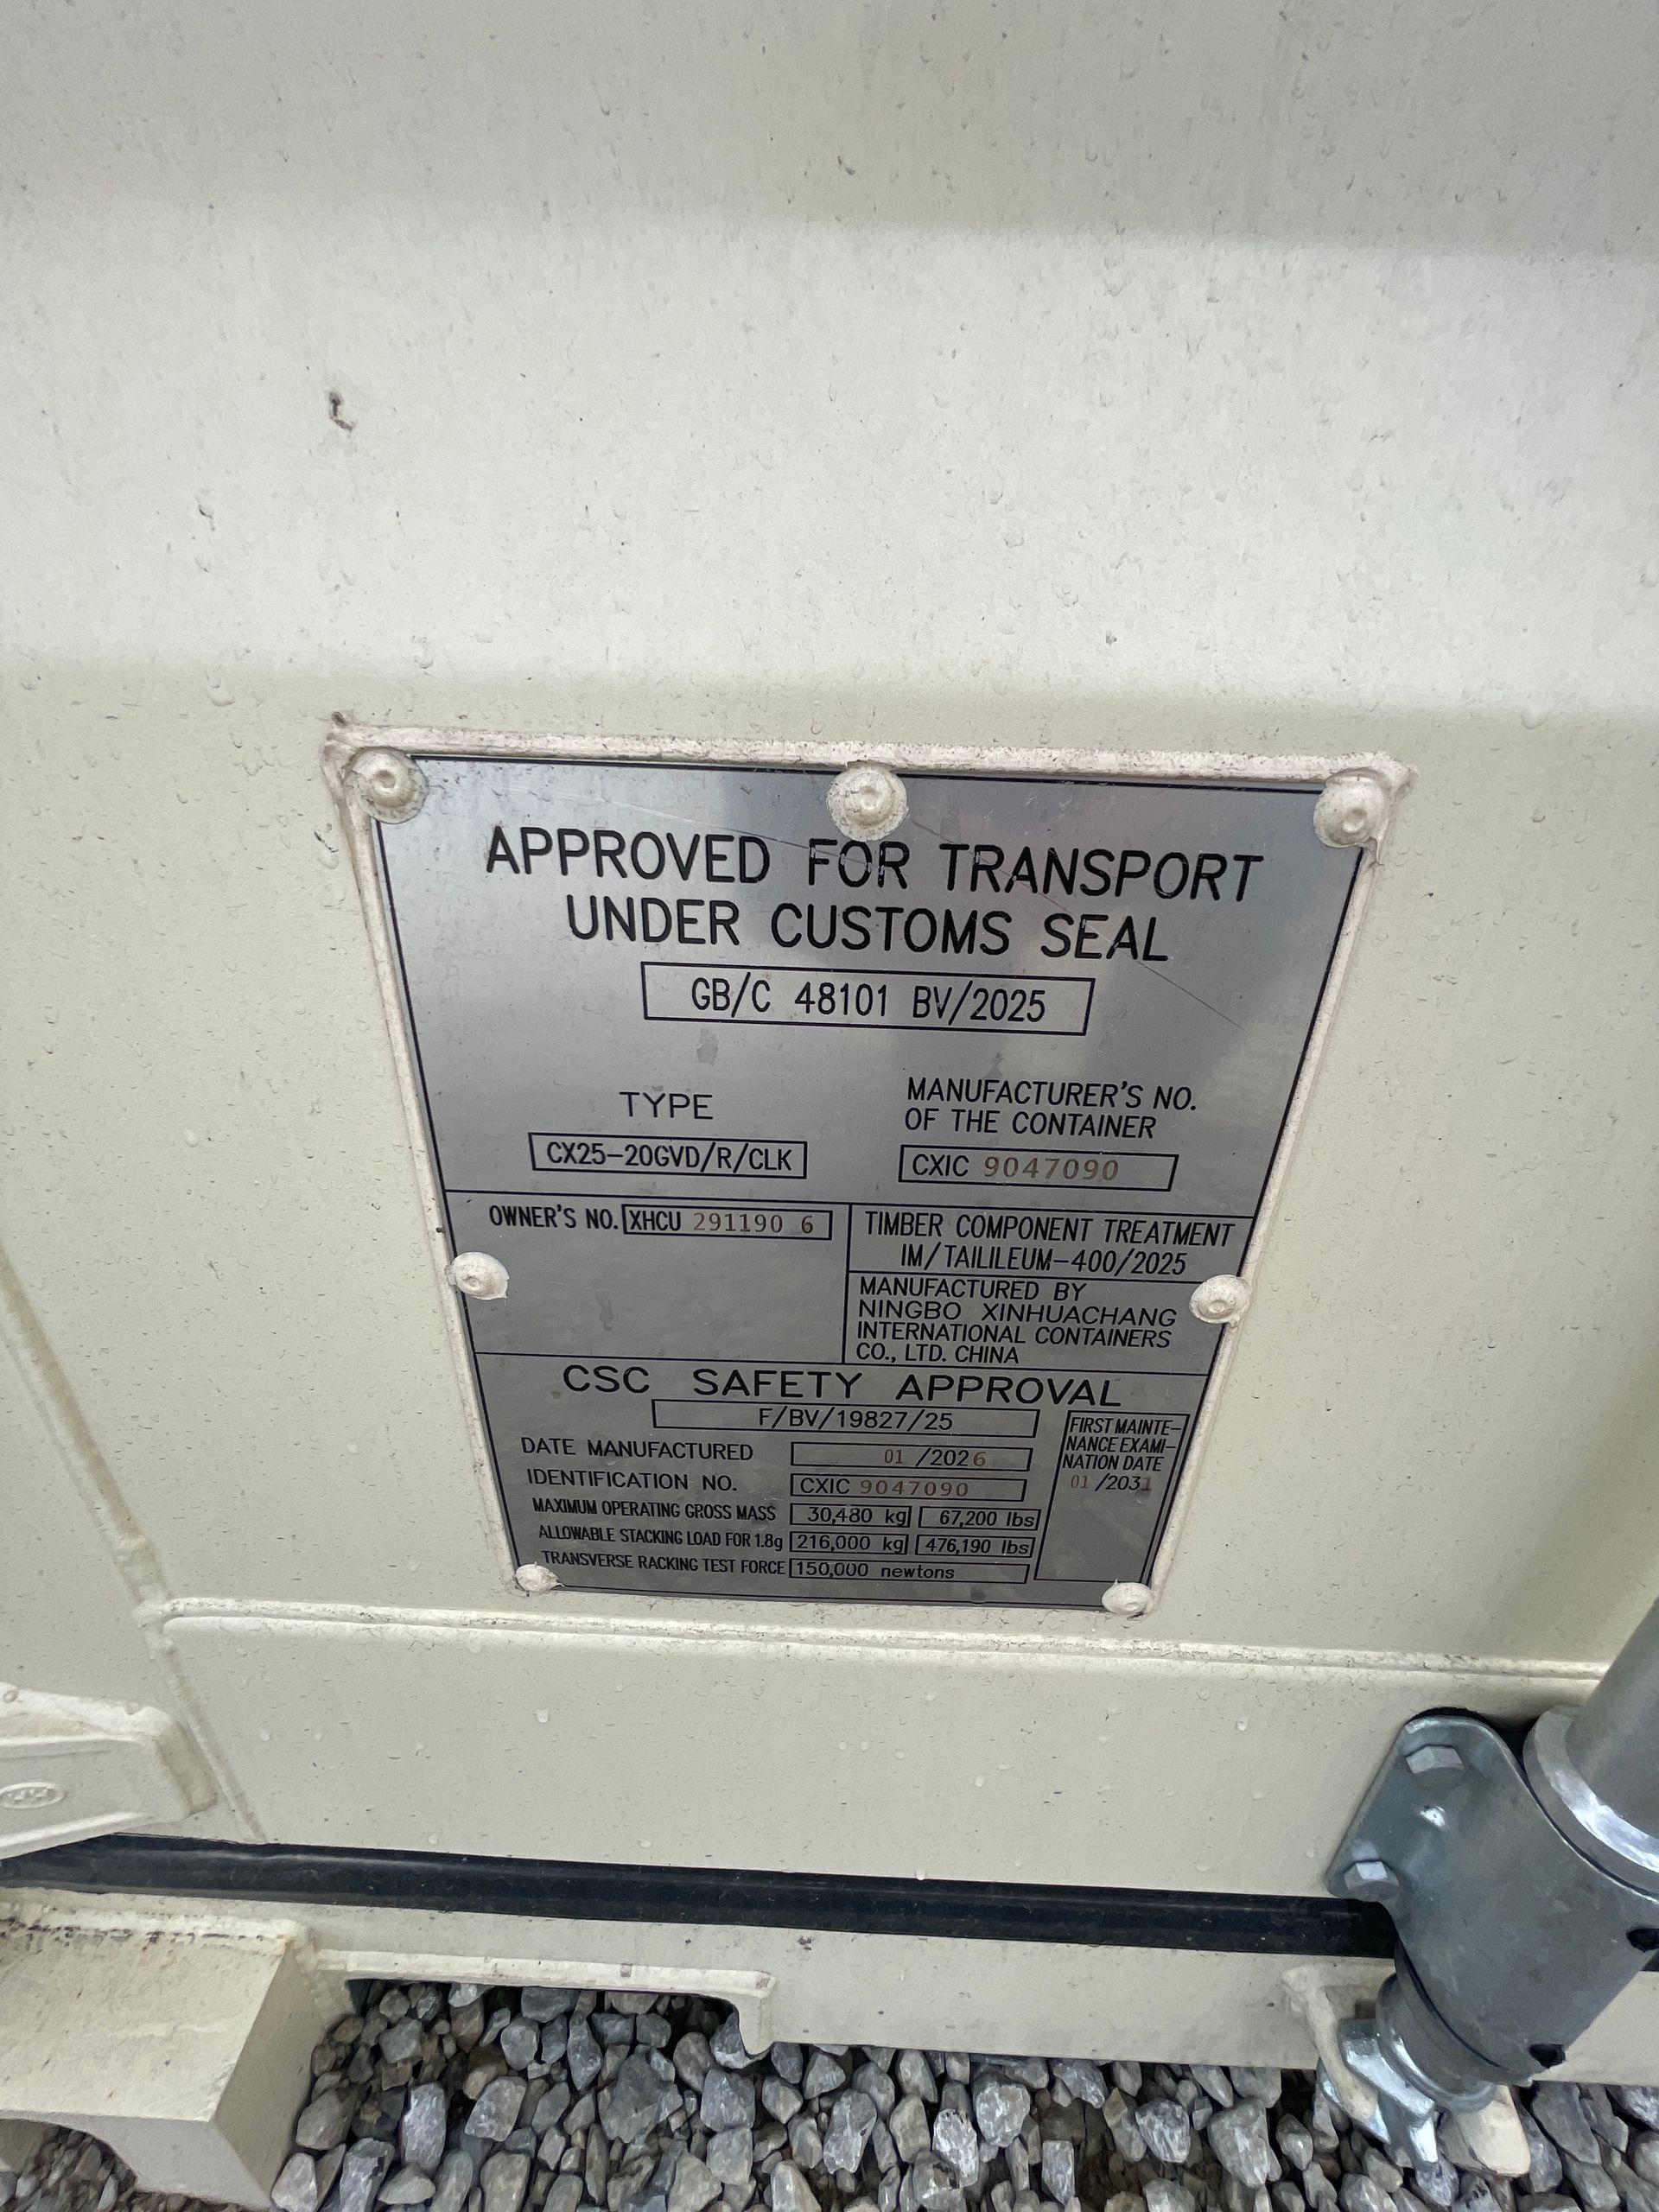 APPROVED FOR TRANSPORT
UNDER CUSTOMS SEAL
GB/C 48101 BV/2025
TYPE
CX25-20GVD/R/CLK
MANUFACTURER'S NO.
OF THE CONTAINER
CXIC 9047090
OWNER'S NO. XHCU 291190 6
TIMBER COMPONENT TREATMENT
IM/TAILILEUM-400/2025
MANUFACTURED BY
NINGBO XINHUACHANG
INTERNATIONAL CONTAINERS
CO., LTD. CHINA
CSC SAFETY APPROVAL
F/BV/19827/25
DATE MANUFACTURED 01 /2026
IDENTIFICATION NO. CXIC 9047090
MAXIMUM OPERATING GROSS MASS 30,480 kg 67,200 lbs
ALLOWABLE STACKING LOAD FOR 1.8g 216,000 kg 476,190 lbs
TRANSVERSE RACKING TEST FORCE 150,000 newtons
FIRST MAINTE-
NANCE EXAMI-
NATION DATE
01 /2031